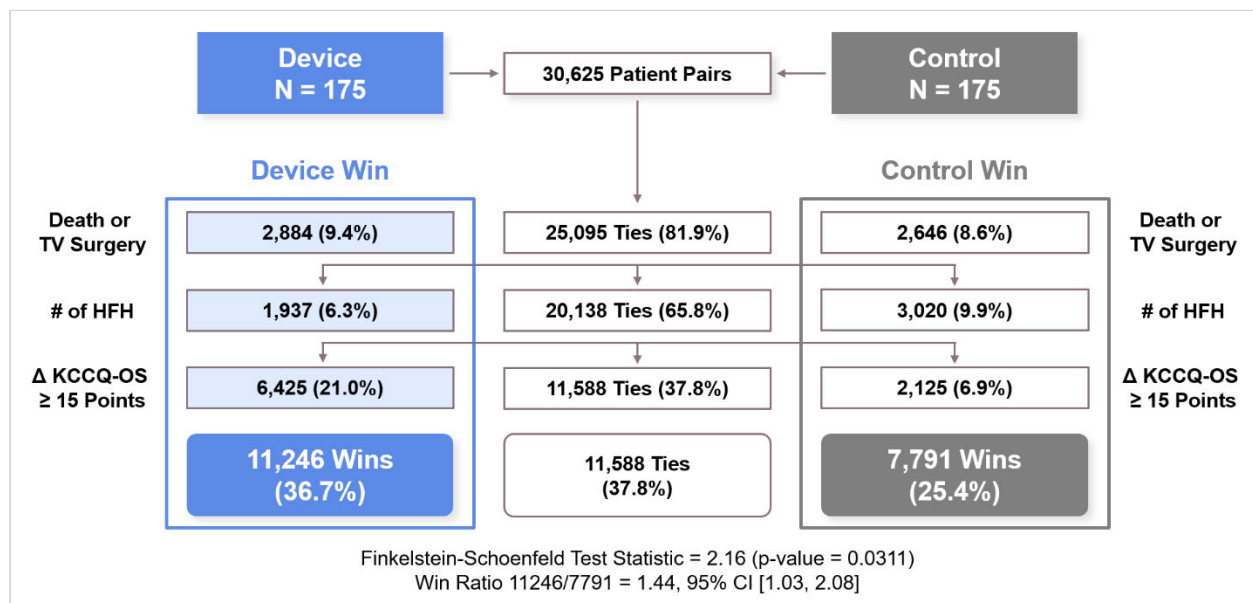 Device
N = 175
30,625 Patient Pairs
Control
N = 175
Device Win
Control Win
Death or
TV Surgery
2,884 (9.4%)
25,095 Ties (81.9%)
2,646 (8.6%)
Death or
TV Surgery
# of HFH
1,937 (6.3%)
20,138 Ties (65.8%)
3,020 (9.9%)
# of HFH
Δ KCCQ-OS
≥ 15 Points
6,425 (21.0%)
11,588 Ties (37.8%)
2,125 (6.9%)
Δ KCCQ-OS
≥ 15 Points
11,246 Wins
(36.7%)
11,588 Ties
(37.8%)
7,791 Wins
(25.4%)
Finkelstein-Schoenfeld Test Statistic = 2.16 (p-value = 0.0311)
Win Ratio 11246/7791 = 1.44, 95% CI [1.03, 2.08]